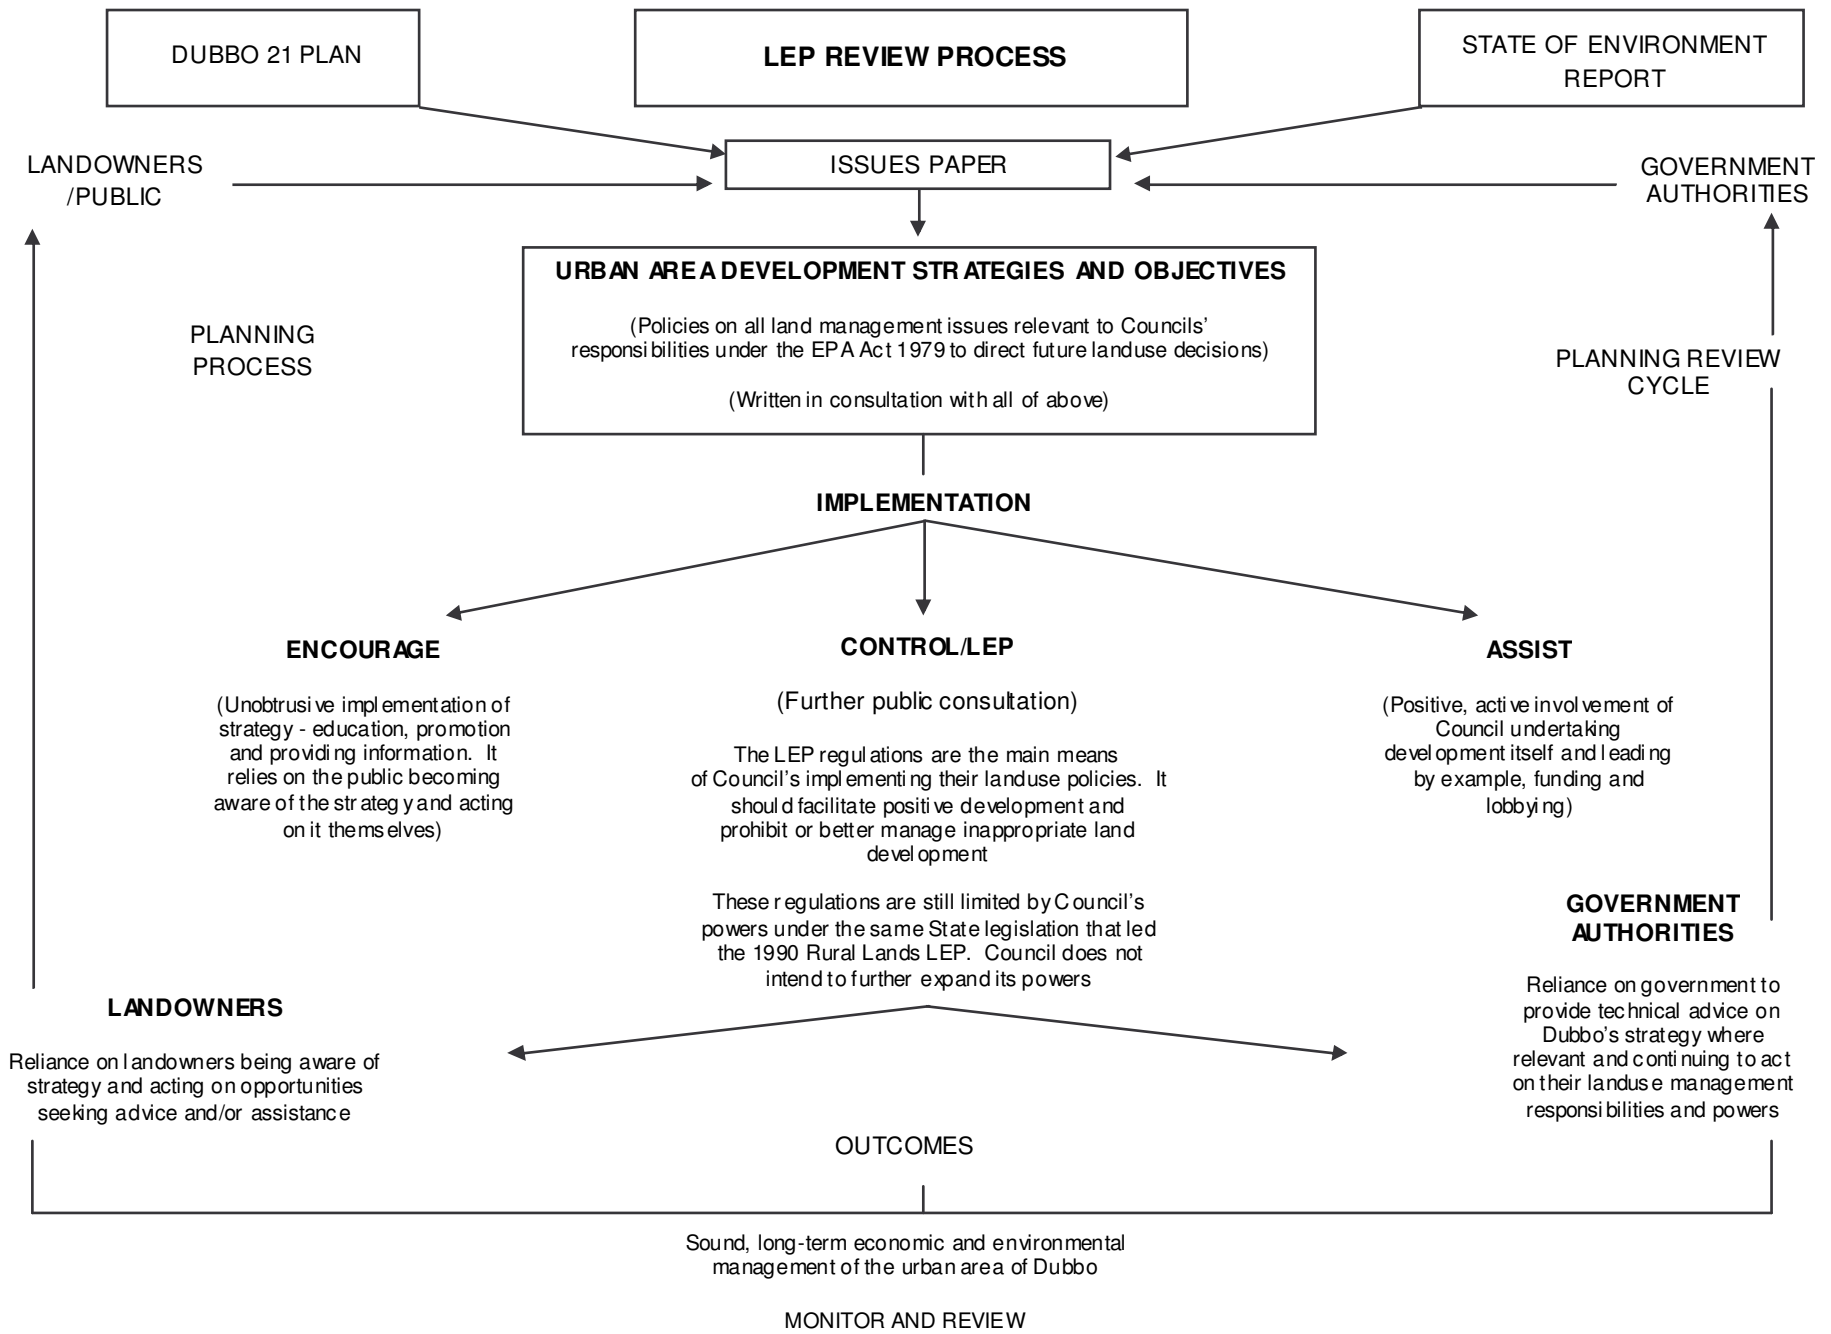 DUBBO 21 PLAN
LEP REVIEW PROCESS
STATE OF ENVIRONMENT
REPORT
LANDOWNERS
/PUBLIC
ISSUES PAPER
GOVERNMENT
AUTHORITIES
URBAN AREA DEVELOPMENT STRATEGIES AND OBJECTIVES
(Policies on all land management issues relevant to Councils'
responsibilities under the EPA Act 1979 to direct future landuse decisions)
(Written in consultation with all of above)
PLANNING
PROCESS
PLANNING REVIEW
CYCLE
IMPLEMENTATION
ENCOURAGE
(Unobtrusive implementation of
strategy - education, promotion
and providing information. It
relies on the public becoming
aware of the strategy and acting
on it themselves)
CONTROL/LEP
(Further public consultation)
The LEP regulations are the main means
of Council's implementing their landuse policies. It
should facilitate positive development and
prohibit or better manage inappropriate land
development
These regulations are still limited by Council's
powers under the same State legislation that led
the 1990 Rural Lands LEP. Council does not
intend to further expand its powers
ASSIST
(Positive, active involvement of
Council undertaking
development itself and leading
by example, funding and
lobbying)
GOVERNMENT
AUTHORITIES
Reliance on government to
provide technical advice on
Dubbo's strategy where
relevant and continuing to act
on their landuse management
responsibilities and powers
LANDOWNERS
Reliance on landowners being aware of
strategy and acting on opportunities
seeking advice and/or assistance
OUTCOMES
Sound, long-term economic and environmental
management of the urban area of Dubbo
MONITOR AND REVIEW